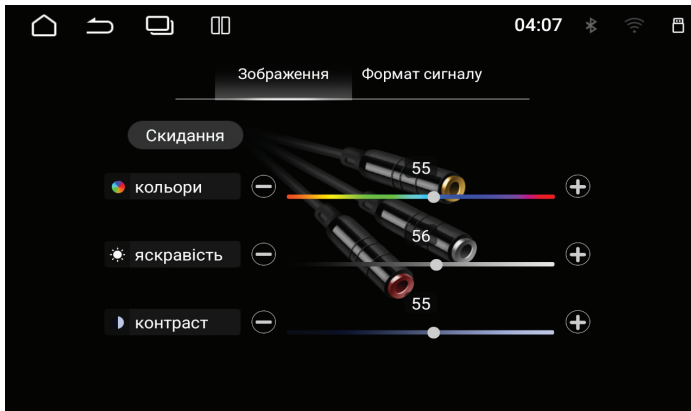 04:07
Зображення Формат сигналу
Скидання
55
кольори
56
яскравість
55
контраст